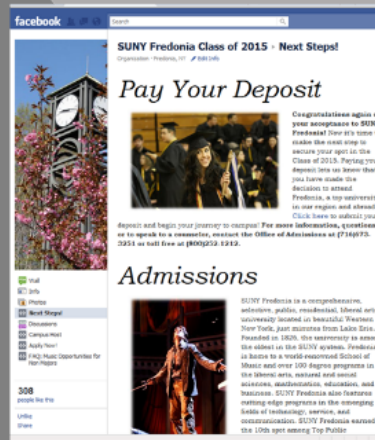 facebook
Search
SUNY Fredonia Class of 2015 › Next Steps!
Organization · Fredonia, NY Edit Info
Pay Your Deposit
Congratulations again
your acceptance to SUN
Fredonia! Now it's time
make the next step to
secure your spot in the
Class of 2015. Paying you
deposit lets us know tha
you have made the
decision to attend
Fredonia, a top universit
in our region and abroad
Click here to submit you
deposit and begin your journey to campus! For more information, questions
or to speak to a counselor, contact the Office of Admissions at (716)673-
3251 or toll free at (800)252-1212.
Admissions
SUNY Fredonia is a comprehensive,
selective, public, residential, liberal arts
university located in beautiful Western
New York, just minutes from Lake Erie.
Founded in 1826, the university is amo
the oldest in the SUNY system. Fredonia
is home to a world-renowned School of
Music and over 100 degree programs in
the liberal arts, natural and social
sciences, mathematics, education, and
business. SUNY Fredonia also features
cutting edge programs in the emerging
fields of technology, service, and
communication. SUNY Fredonia earned
the 10th spot among Top Public
Wall
Info
Photos
Next Steps!
Discussions
Campus Host
Apply Now!
FAQ: Music Opportunities for
Non Majors
308
people like this
Unlike
Share